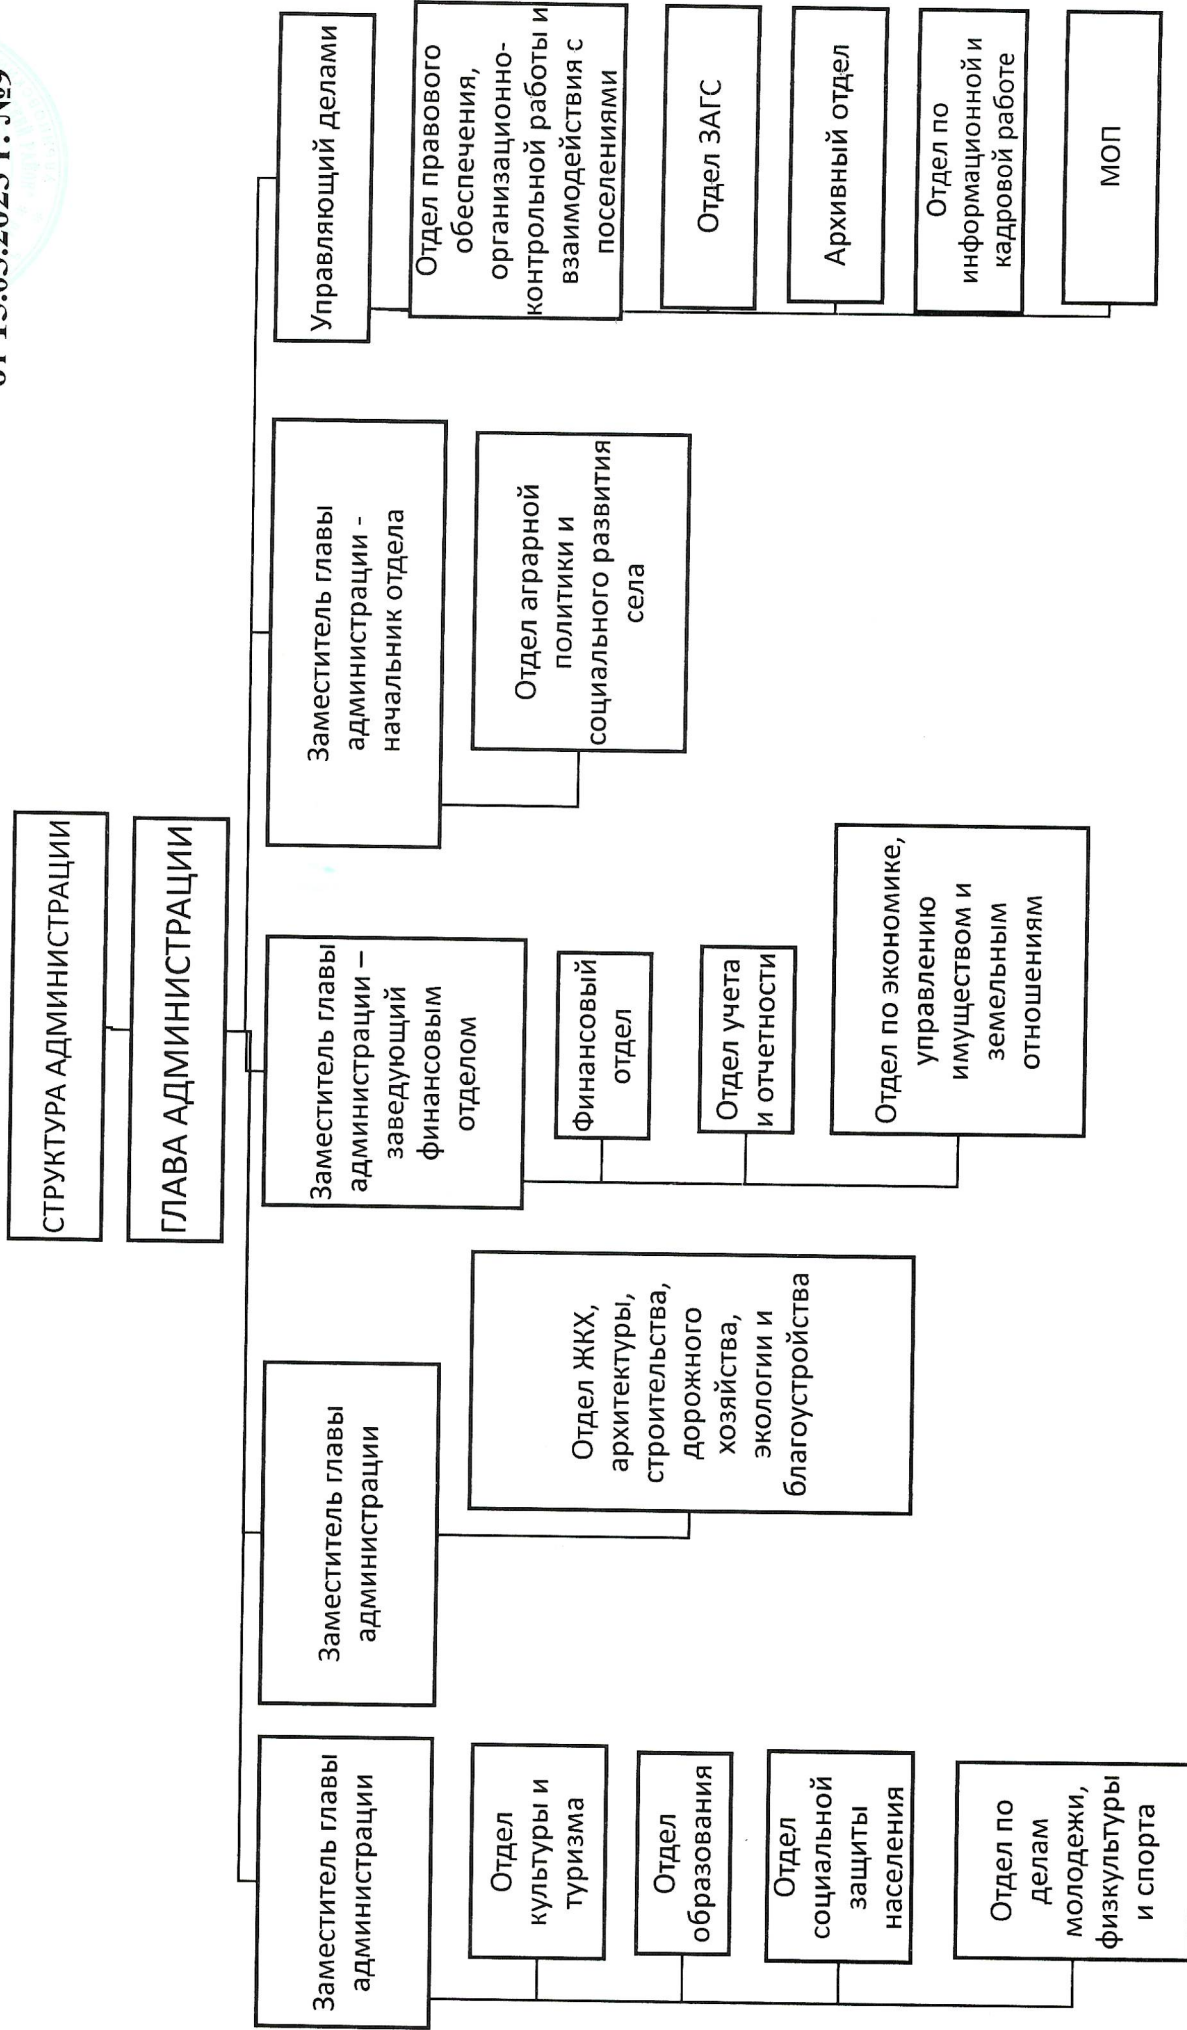 СТРУКТУРА АДМИНИСТРАЦИИ
ГЛАВА АДМИНИСТРАЦИИ
Заместитель главы
администрации
Отдел
культуры и
туризма
Отдел
образования
Отдел
социальной
защиты
населения
Отдел по
делам
молодежи,
физкультуры
и спорта
Заместитель главы
администрации
Отдел ЖКХ,
архитектуры,
строительства,
дорожного
хозяйства,
экологии и
благоустройства
Заместитель главы
администрации –
заведующий
финансовым
отделом
Финансовый
отдел
Отдел учета
и отчетности
Отдел по экономике,
управлению
имуществом и
земельным
отношениям
Заместитель главы
администрации -
начальник отдела
Отдел аграрной
политики и
социального развития
села
Управляющий делами
Отдел правового
обеспечения,
организационно-
контрольной работы и
взаимодействия с
поселениями
Отдел ЗАГС
Архивный отдел
Отдел по
информационной и
кадровой работе
МОП